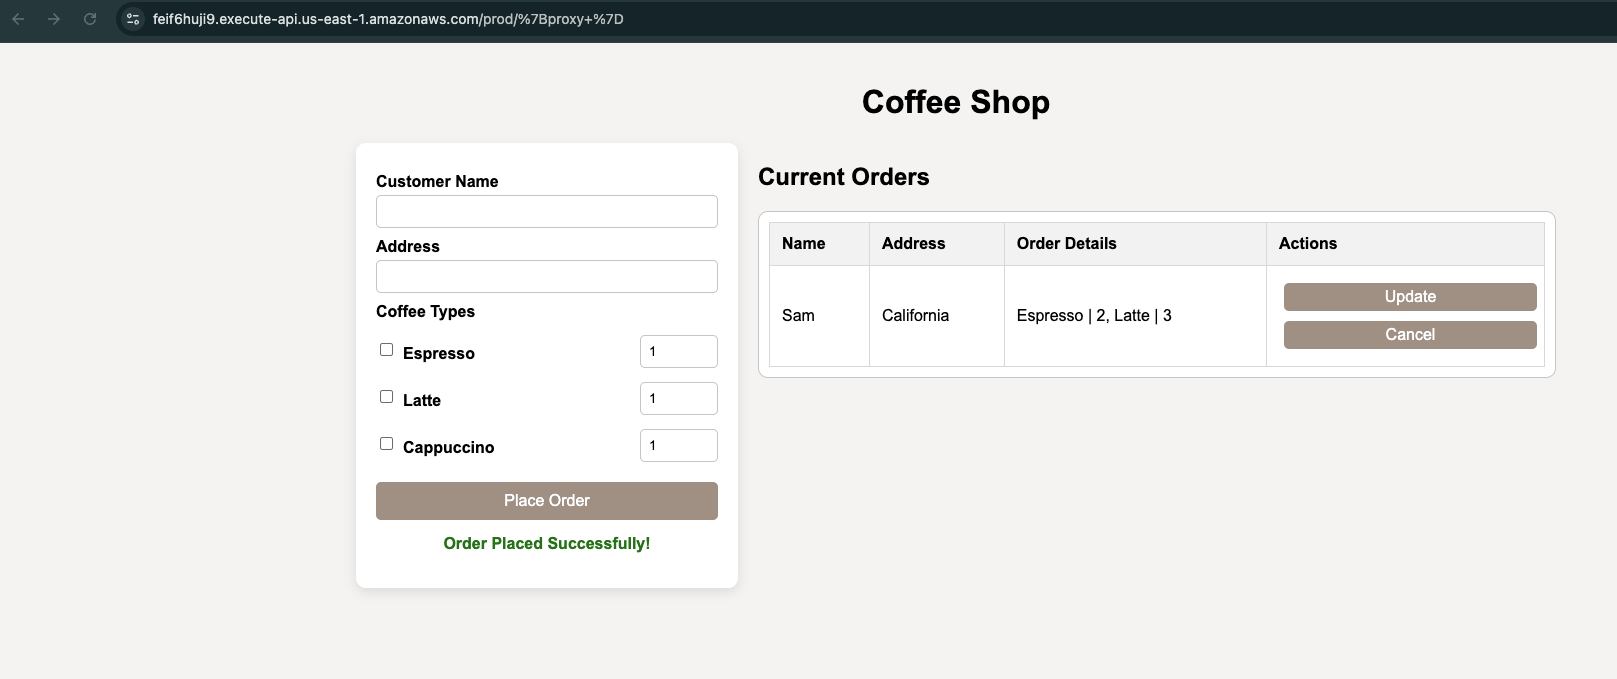 feif6huji9.execute-api.us-east-1.amazonaws.com/prod/%7Bproxy+%7D
Coffee Shop
Customer Name
Address
Coffee Types
Espresso 1
Latte 1
Cappuccino 1
Place Order
Order Placed Successfully!
Current Orders
Name Address Order Details Actions
Sam California Espresso | 2, Latte | 3
Update
Cancel